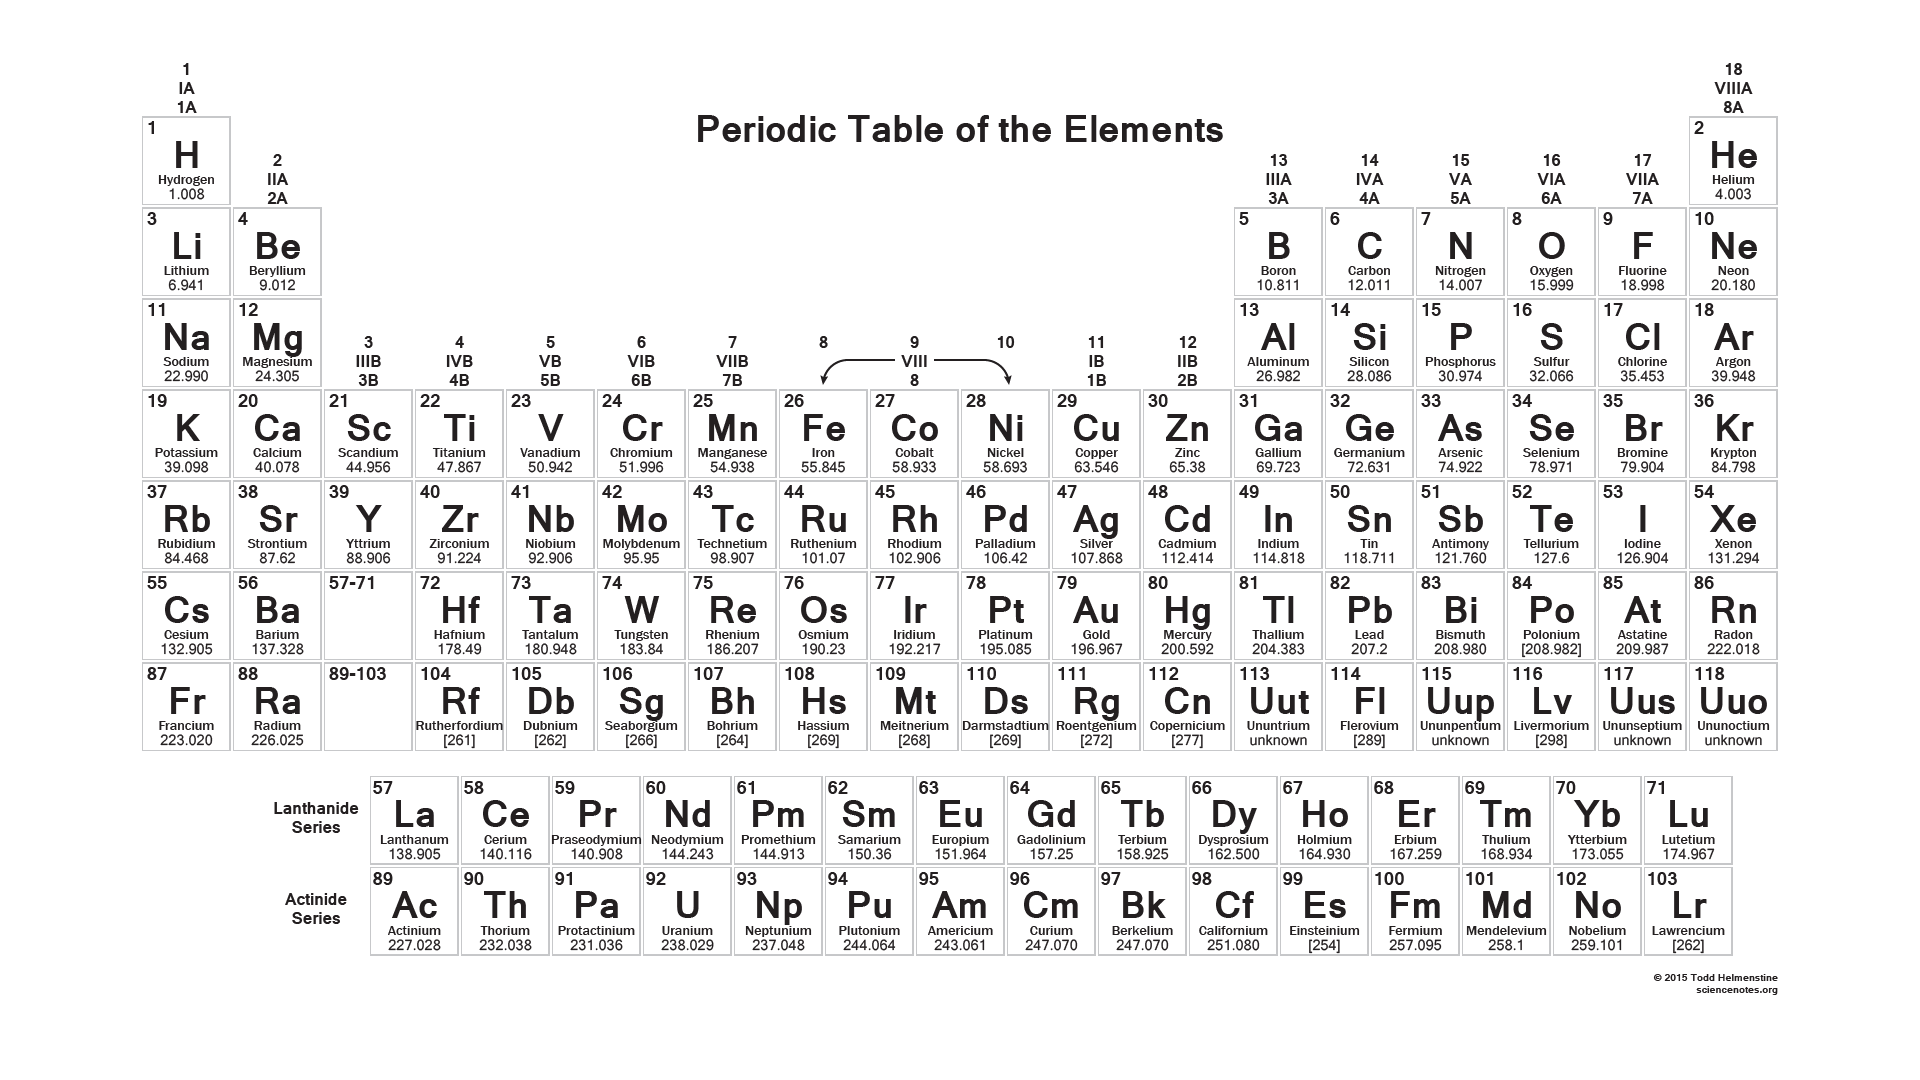 Periodic Table of the Elements
1
IA
1A
2
IIA
2A
3
IIIB
3B
4
IVB
4B
5
VB
5B
6
VIB
6B
7
VIIB
7B
8
9
10
VIII
8
11
IB
1B
12
IIB
2B
13
IIIA
3A
14
IVA
4A
15
VA
5A
16
VIA
6A
17
VIIA
7A
18
VIIIA
8A
1
H
Hydrogen
1.008
2
He
Helium
4.003
3
Li
Lithium
6.941
4
Be
Beryllium
9.012
5
B
Boron
10.811
6
C
Carbon
12.011
7
N
Nitrogen
14.007
8
O
Oxygen
15.999
9
F
Fluorine
18.998
10
Ne
Neon
20.180
11
Na
Sodium
22.990
12
Mg
Magnesium
24.305
13
Al
Aluminum
26.982
14
Si
Silicon
28.086
15
P
Phosphorus
30.974
16
S
Sulfur
32.066
17
Cl
Chlorine
35.453
18
Ar
Argon
39.948
19
K
Potassium
39.098
20
Ca
Calcium
40.078
21
Sc
Scandium
44.956
22
Ti
Titanium
47.867
23
V
Vanadium
50.942
24
Cr
Chromium
51.996
25
Mn
Manganese
54.938
26
Fe
Iron
55.845
27
Co
Cobalt
58.933
28
Ni
Nickel
58.693
29
Cu
Copper
63.546
30
Zn
Zinc
65.38
31
Ga
Gallium
69.723
32
Ge
Germanium
72.631
33
As
Arsenic
74.922
34
Se
Selenium
78.971
35
Br
Bromine
79.904
36
Kr
Krypton
84.798
37
Rb
Rubidium
84.468
38
Sr
Strontium
87.62
39
Y
Yttrium
88.906
40
Zr
Zirconium
91.224
41
Nb
Niobium
92.906
42
Mo
Molybdenum
95.95
43
Tc
Technetium
98.907
44
Ru
Ruthenium
101.07
45
Rh
Rhodium
102.906
46
Pd
Palladium
106.42
47
Ag
Silver
107.868
48
Cd
Cadmium
112.414
49
In
Indium
114.818
50
Sn
Tin
118.711
51
Sb
Antimony
121.760
52
Te
Tellurium
127.6
53
I
Iodine
126.904
54
Xe
Xenon
131.294
55
Cs
Cesium
132.905
56
Ba
Barium
137.328
57-71
72
Hf
Hafnium
178.49
73
Ta
Tantalum
180.948
74
W
Tungsten
183.84
75
Re
Rhenium
186.207
76
Os
Osmium
190.23
77
Ir
Iridium
192.217
78
Pt
Platinum
195.085
79
Au
Gold
196.967
80
Hg
Mercury
200.592
81
Tl
Thallium
204.383
82
Pb
Lead
207.2
83
Bi
Bismuth
208.980
84
Po
Polonium
[208.982]
85
At
Astatine
209.987
86
Rn
Radon
222.018
87
Fr
Francium
223.020
88
Ra
Radium
226.025
89-103
104
Rf
Rutherfordium
[261]
105
Db
Dubnium
[262]
106
Sg
Seaborgium
[266]
107
Bh
Bohrium
[264]
108
Hs
Hassium
[269]
109
Mt
Meitnerium
[268]
110
Ds
Darmstadtium
[269]
111
Rg
Roentgenium
[272]
112
Cn
Copernicium
[277]
113
Uut
Ununtrium
unknown
114
Fl
Flerovium
[289]
115
Uup
Ununpentium
unknown
116
Lv
Livermorium
[298]
117
Uus
Ununseptium
unknown
118
Uuo
Ununoctium
unknown
Lanthanide
Series
57
La
Lanthanum
138.905
58
Ce
Cerium
140.116
59
Pr
Praseodymium
140.908
60
Nd
Neodymium
144.243
61
Pm
Promethium
144.913
62
Sm
Samarium
150.36
63
Eu
Europium
151.964
64
Gd
Gadolinium
157.25
65
Tb
Terbium
158.925
66
Dy
Dysprosium
162.500
67
Ho
Holmium
164.930
68
Er
Erbium
167.259
69
Tm
Thulium
168.934
70
Yb
Ytterbium
173.055
71
Lu
Lutetium
174.967
Actinide
Series
89
Ac
Actinium
227.028
90
Th
Thorium
232.038
91
Pa
Protactinium
231.036
92
U
Uranium
238.029
93
Np
Neptunium
237.048
94
Pu
Plutonium
244.064
95
Am
Americium
243.061
96
Cm
Curium
247.070
97
Bk
Berkelium
247.070
98
Cf
Californium
251.080
99
Es
Einsteinium
[254]
100
Fm
Fermium
257.095
101
Md
Mendelevium
258.1
102
No
Nobelium
259.101
103
Lr
Lawrencium
[262]
© 2015 Todd Helmenstine
sciencenotes.org